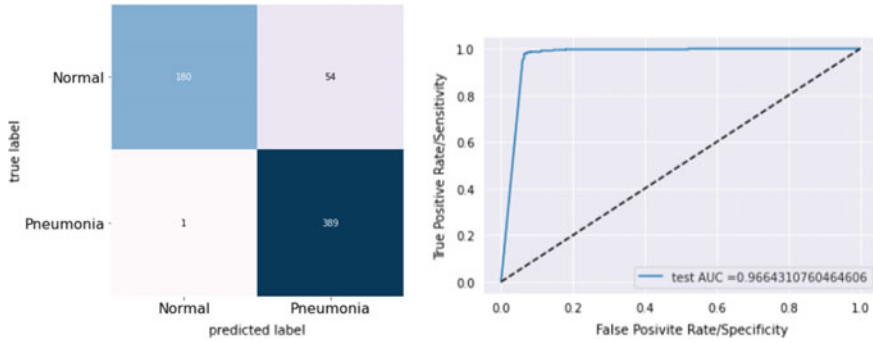 Normal
180
54
true label
Pneumonia
1
389
Normal
Pneumonia
predicted label
1.0
0.8
0.6
0.4
0.2
0.0
True Positive Rate/Sensitivity
test AUC =0.9664310760464606
0.0
0.2
0.4
0.6
0.8
1.0
False Posivite Rate/Specificity